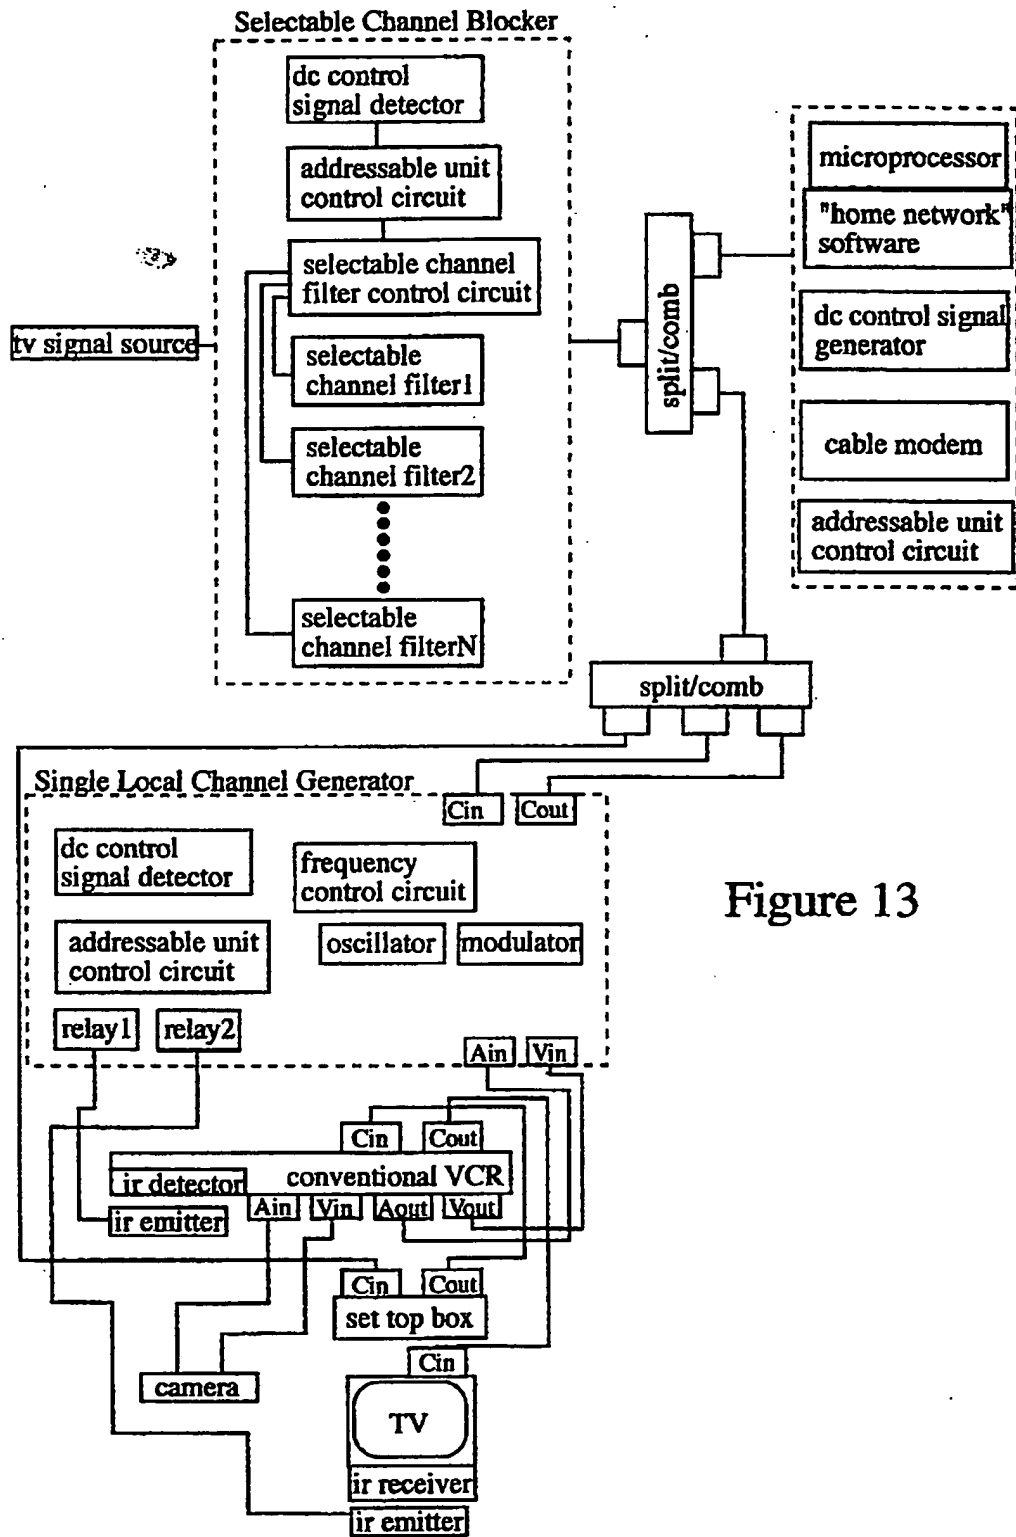 Selectable Channel Blocker
dc control
signal detector
addressable unit
control circuit
selectable channel
filter control circuit
tv signal source
selectable
channel filter1
selectable
channel filter2
selectable
channel filterN
split/comb
microprocessor
"home network"
software
dc control signal
generator
cable modem
addressable unit
control circuit
split/comb
Single Local Channel Generator
Cin
Cout
dc control
signal detector
frequency
control circuit
addressable unit
control circuit
oscillator
modulator
relay1
relay2
Ain
Vin
Figure 13
Cin
Cout
conventional VCR
ir detector
Ain
Vin
Aout
Vout
ir emitter
Cin
Cout
set top box
camera
Cin
TV
ir receiver
ir emitter